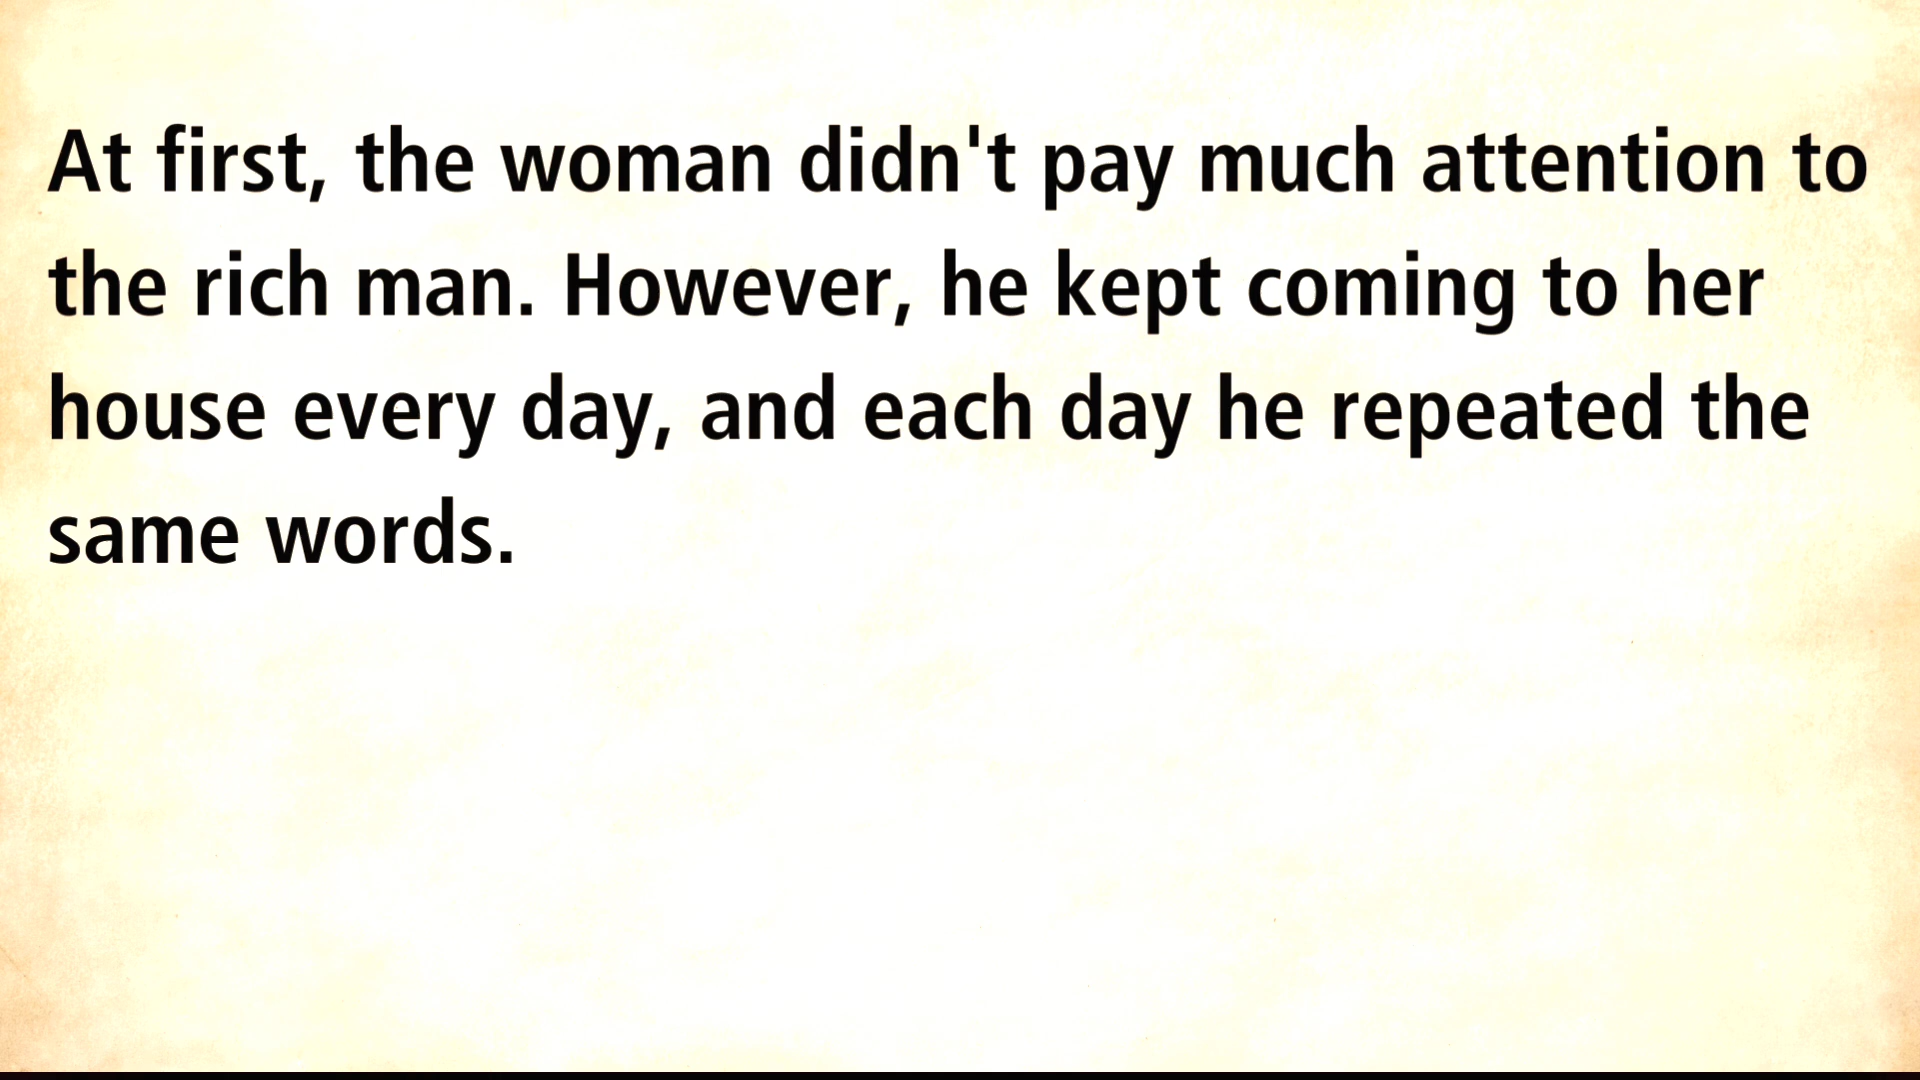 At first, the woman didn't pay much attention to
the rich man. However, he kept coming to her
house every day, and each day he repeated the
same words.